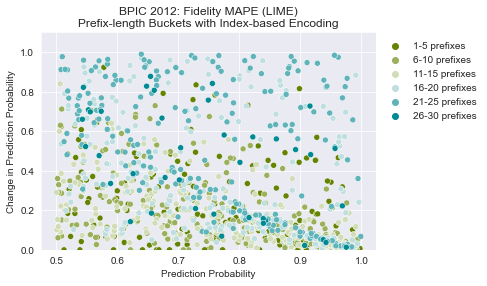 BPIC 2012: Fidelity MAPE (LIME)
Prefix-length Buckets with Index-based Encoding
Change in Prediction Probability
1.0
0.8
0.6
0.4
0.2
0.0
0.5
0.6
0.7
0.8
0.9
1.0
Prediction Probability
1-5 prefixes
6-10 prefixes
11-15 prefixes
16-20 prefixes
21-25 prefixes
26-30 prefixes